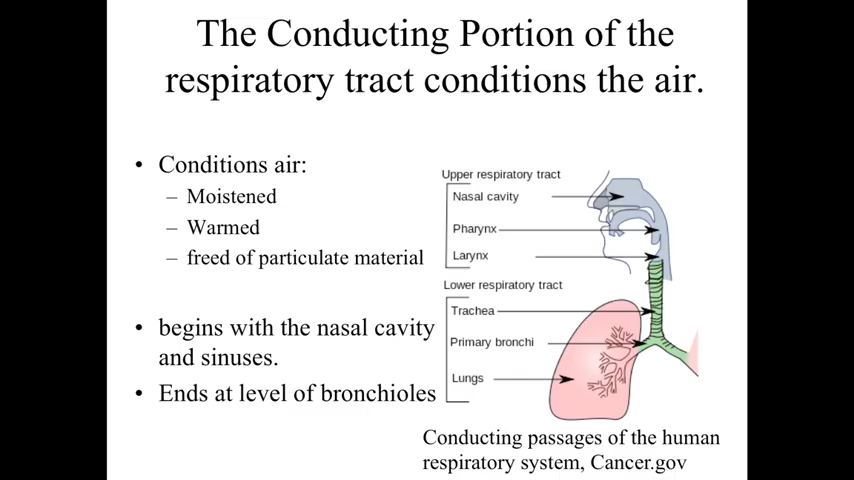 The Conducting Portion of the
respiratory tract conditions the air.
• Conditions air:
– Moistened
– Warmed
– freed of particulate material
• begins with the nasal cavity
and sinuses.
• Ends at level of bronchioles
Upper respiratory tract
Nasal cavity
Pharynx
Larynx
Lower respiratory tract
Trachea
Primary bronchi
Lungs
Conducting passages of the human
respiratory system, Cancer.gov